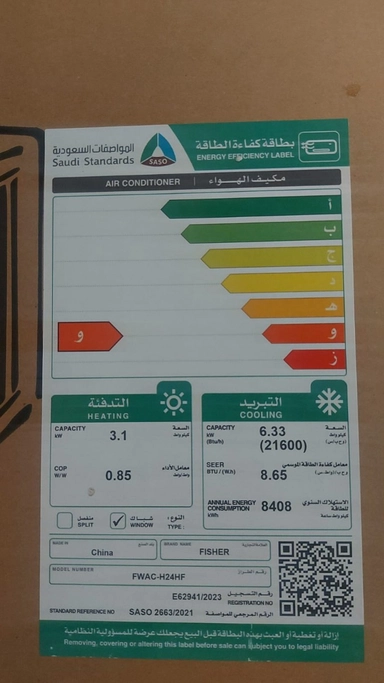 المواصفات السعودية
Saudi Standards
SASO
بطاقة كفاءة الطاقة
ENERGY EFFICIENCY LABEL
AIR CONDITIONER | مكيف الهواء
أ
ب
ج
د
هـ
و
و
ز
التدفئة
HEATING
CAPACITY
kW
3.1
السعة
كيلو واط
COP
W/W
0.85
معامل الأداء
واط/واط
التبريد
COOLING
CAPACITY
kW
(Btu/h)
6.33
(21600)
السعة
كيلو واط
SEER
BTU/(W.h)
8.65
معامل كفاءة الطاقة الموسمي
ANNUAL ENERGY
CONSUMPTION
kWh
8408
الاستهلاك السنوي
للطاقة
كيلو واط ساعة
منفصل
SPLIT
شباك
WINDOW
النوع:
TYPE:
MADE IN
China
بلد الصنع
BRAND NAME
FISHER
العلامة التجارية
MODEL NUMBER
FWAC-H24HF
رقم الطراز
E62941/2023
رقم التسجيل
REGISTRATION NO
STANDARD REFERENCE NO
SASO 2663/2021
الرقم المرجعي للمواصفة
إزالة أو تغطية أو العبث بهذه البطاقة قبل البيع يجعلك عرضة للمسؤولية النظامية
Removing, covering or altering this label before sale can subject you to legal liability